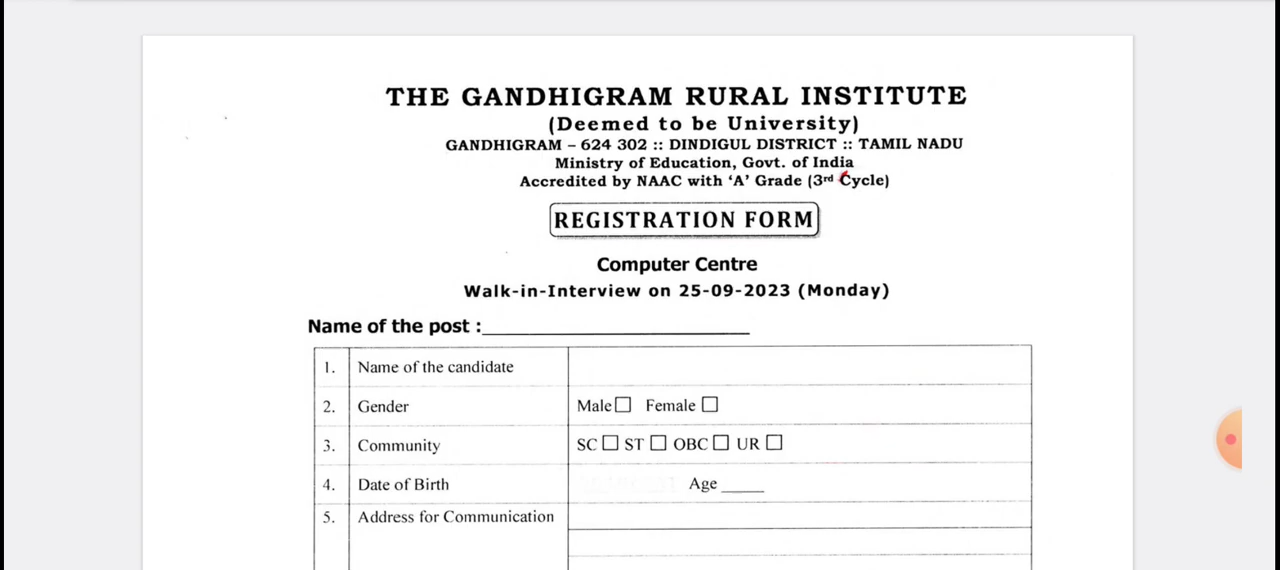 THE GANDHIGRAM RURAL INSTITUTE
(Deemed to be University)
GANDHIGRAM – 624 302 :: DINDIGUL DISTRICT :: TAMIL NADU
Ministry of Education, Govt. of India
Accredited by NAAC with ‘A’ Grade (3rd Cycle)
REGISTRATION FORM
Computer Centre
Walk-in-Interview on 25-09-2023 (Monday)
Name of the post :____________________
1. Name of the candidate
2. Gender Male ☐ Female ☐
3. Community SC ☐ ST ☐ OBC ☐ UR ☐
4. Date of Birth Age _____
5. Address for Communication